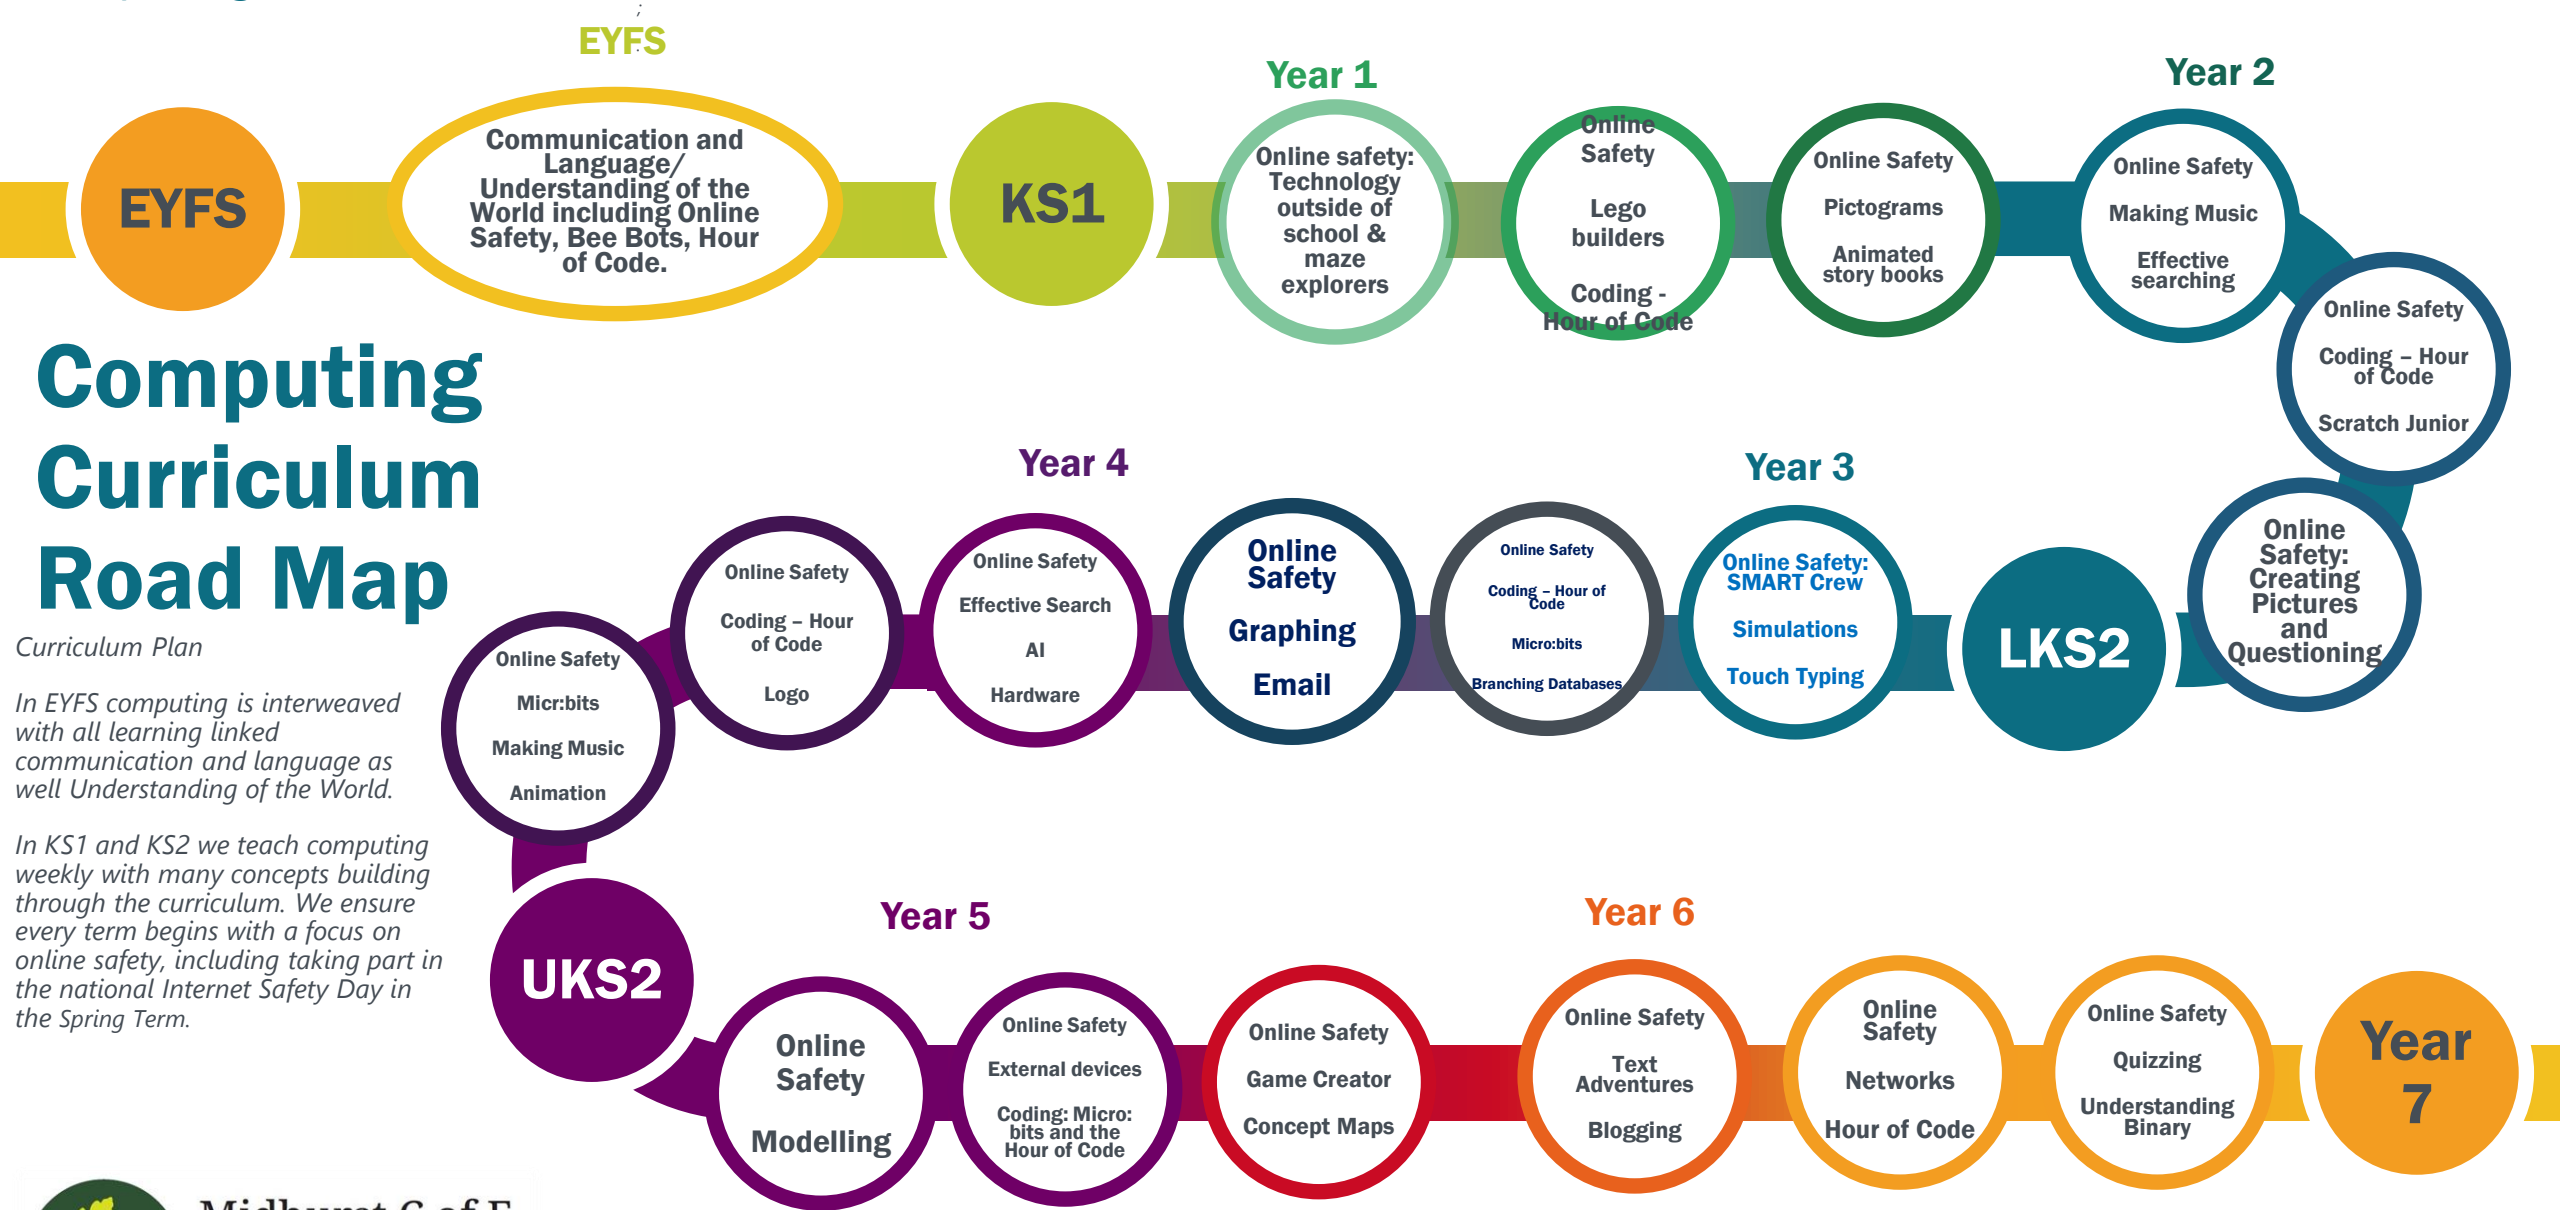 EYFS
Year 1
Year 2
EYFS
Communication and
Language/
Understanding of the
World including Online
Safety, Bee Bots, Hour
of Code.
KS1
Online safety:
Technology
outside of
school &
maze
explorers
Online
Safety
Lego
builders
Coding -
Hour of Code
Online Safety
Pictograms
Animated
story books
Online Safety
Making Music
Effective
searching
Online Safety
Coding – Hour
of Code
Scratch Junior
Online
Safety:
Creating
Pictures
and
Questioning
Computing
Curriculum
Road Map
Curriculum Plan
In EYFS computing is interweaved
with all learning linked
communication and language as
well Understanding of the World.
In KS1 and KS2 we teach computing
weekly with many concepts building
through the curriculum. We ensure
every term begins with a focus on
online safety, including taking part in
the national Internet Safety Day in
the Spring Term.
LKS2
Year 3
Online Safety:
SMART Crew
Simulations
Touch Typing
Online Safety
Coding – Hour of
Code
Micro:bits
Branching Databases
Online
Safety
Graphing
Email
Year 4
Online Safety
Effective Search
AI
Hardware
Online Safety
Coding – Hour
of Code
Logo
Online Safety
Micr:bits
Making Music
Animation
UKS2
Year 5
Online
Safety
Modelling
Online Safety
External devices
Coding: Micro:
bits and the
Hour of Code
Online Safety
Game Creator
Concept Maps
Year 6
Online Safety
Text
Adventures
Blogging
Online
Safety
Networks
Hour of Code
Online Safety
Quizzing
Understanding
Binary
Year
7
Midhurst C of E